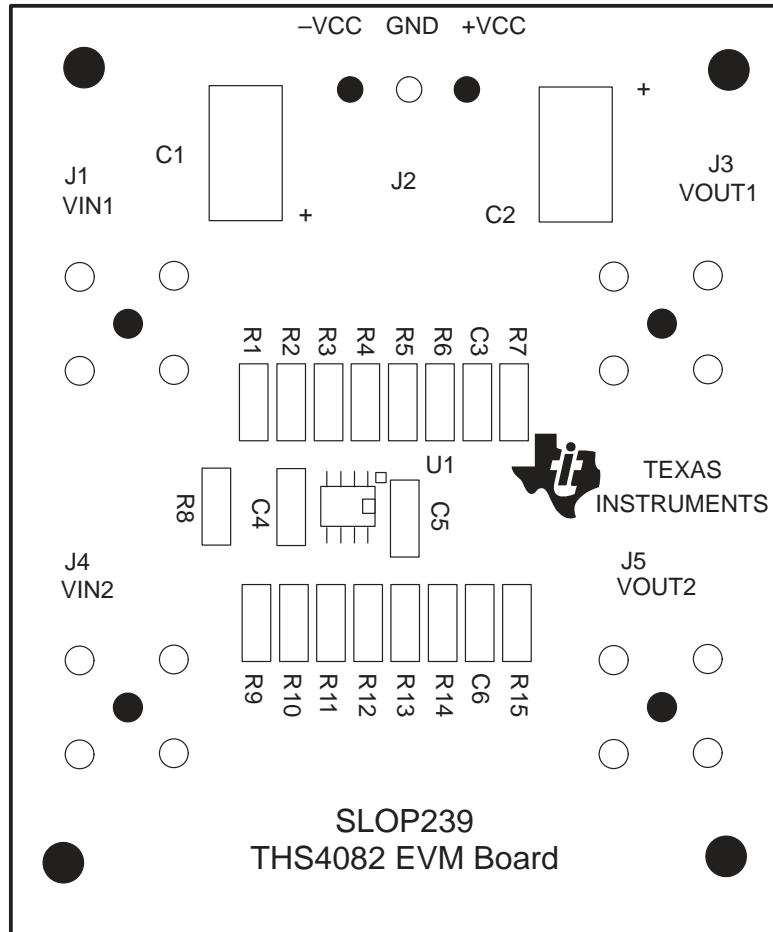 –VCC GND +VCC
+
C1
J1
VIN1
J2
J3
VOUT1
C2
+
R1 R2 R3 R4 R5 R6 C3 R7
U1
TEXAS
INSTRUMENTS
R8
C4
C5
J4
VIN2
J5
VOUT2
R9 R10 R11 R12 R13 R14 C6 R15
SLOP239
THS4082 EVM Board